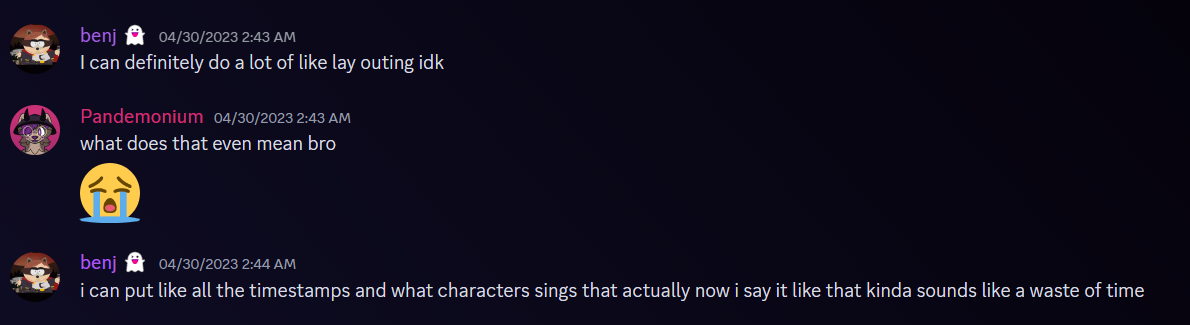 benj 👻 04/30/2023 2:43 AM
I can definitely do a lot of like lay outing idk
Pandemonium 04/30/2023 2:43 AM
what does that even mean bro
😭
benj 👻 04/30/2023 2:44 AM
i can put like all the timestamps and what characters sings that actually now i say it like that kinda sounds like a waste of time